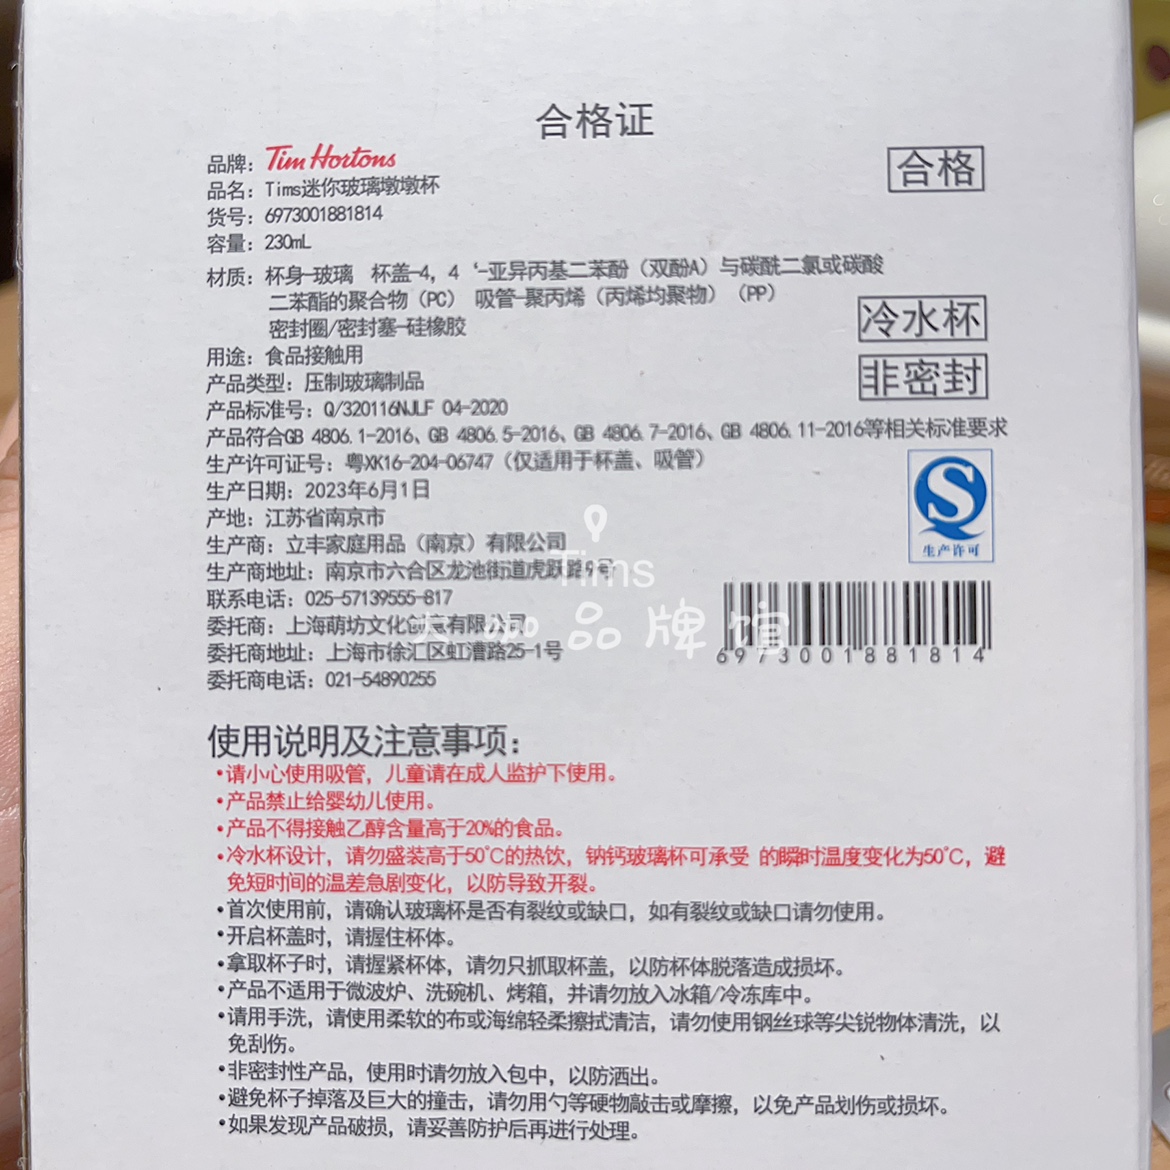 合格证
品牌：Tim Hortons
合格
品名：Tims迷你玻璃墩墩杯
货号：6973001881814
容量：230mL
材质：杯身-玻璃 杯盖-4，4‘-亚异丙基二苯酚（双酚A）与碳酰二氯或碳酸
二苯酯的聚合物（PC） 吸管-聚丙烯（丙烯均聚物）（PP）
密封圈/密封塞-硅橡胶
冷水杯
用途：食品接触用
产品类型：压制玻璃制品
非密封
产品标准号：Q/320116NJLF 04-2020
产品符合GB 4806.1-2016、GB 4806.5-2016、GB 4806.7-2016、GB 4806.11-2016等相关标准要求
生产许可证号：粤XK16-204-06747（仅适用于杯盖、吸管）
生产日期：2023年6月1日
产地：江苏省南京市
生产商：立丰家庭用品（南京）有限公司
生产许可
生产商地址：南京市六合区龙池街道虎跃路9号
Tims
联系电话：025-57139555-817
委托商：上海萌坊文化创意有限公司
品牌馆
委托商地址：上海市徐汇区虹漕路25-1号
6973001881814
委托商电话：021-54890255
使用说明及注意事项：
•请小心使用吸管，儿童请在成人监护下使用。
•产品禁止给婴幼儿使用。
•产品不得接触乙醇含量高于20%的食品。
•冷水杯设计，请勿盛装高于50℃的热饮，钠钙玻璃杯可承受 的瞬时温度变化为50℃，避
免短时间的温差急剧变化，以防导致开裂。
•首次使用前，请确认玻璃杯是否有裂纹或缺口，如有裂纹或缺口请勿使用。
•开启杯盖时，请握住杯体。
•拿取杯子时，请握紧杯体，请勿只抓取杯盖，以防杯体脱落造成损坏。
•产品不适用于微波炉、洗碗机、烤箱，并请勿放入冰箱/冷冻库中。
•请用手洗，请使用柔软的布或海绵轻柔擦拭清洁，请勿使用钢丝球等尖锐物体清洗，以
免刮伤。
•非密封性产品，使用时请勿放入包中，以防洒出。
•避免杯子掉落及巨大的撞击，请勿用勺等硬物敲击或摩擦，以免产品划伤或损坏。
•如果发现产品破损，请妥善防护后再进行处理。